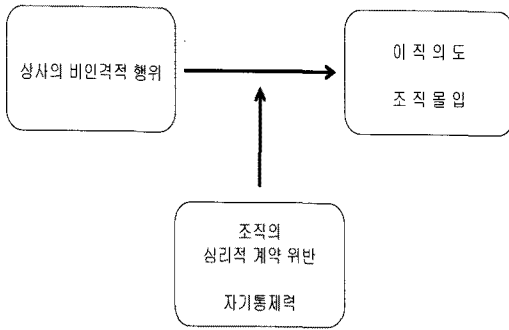 상사의 비인격적 행위
이 직 의 도
조 직 몰 입
조직의
심리적 계약 위반
자기통제력